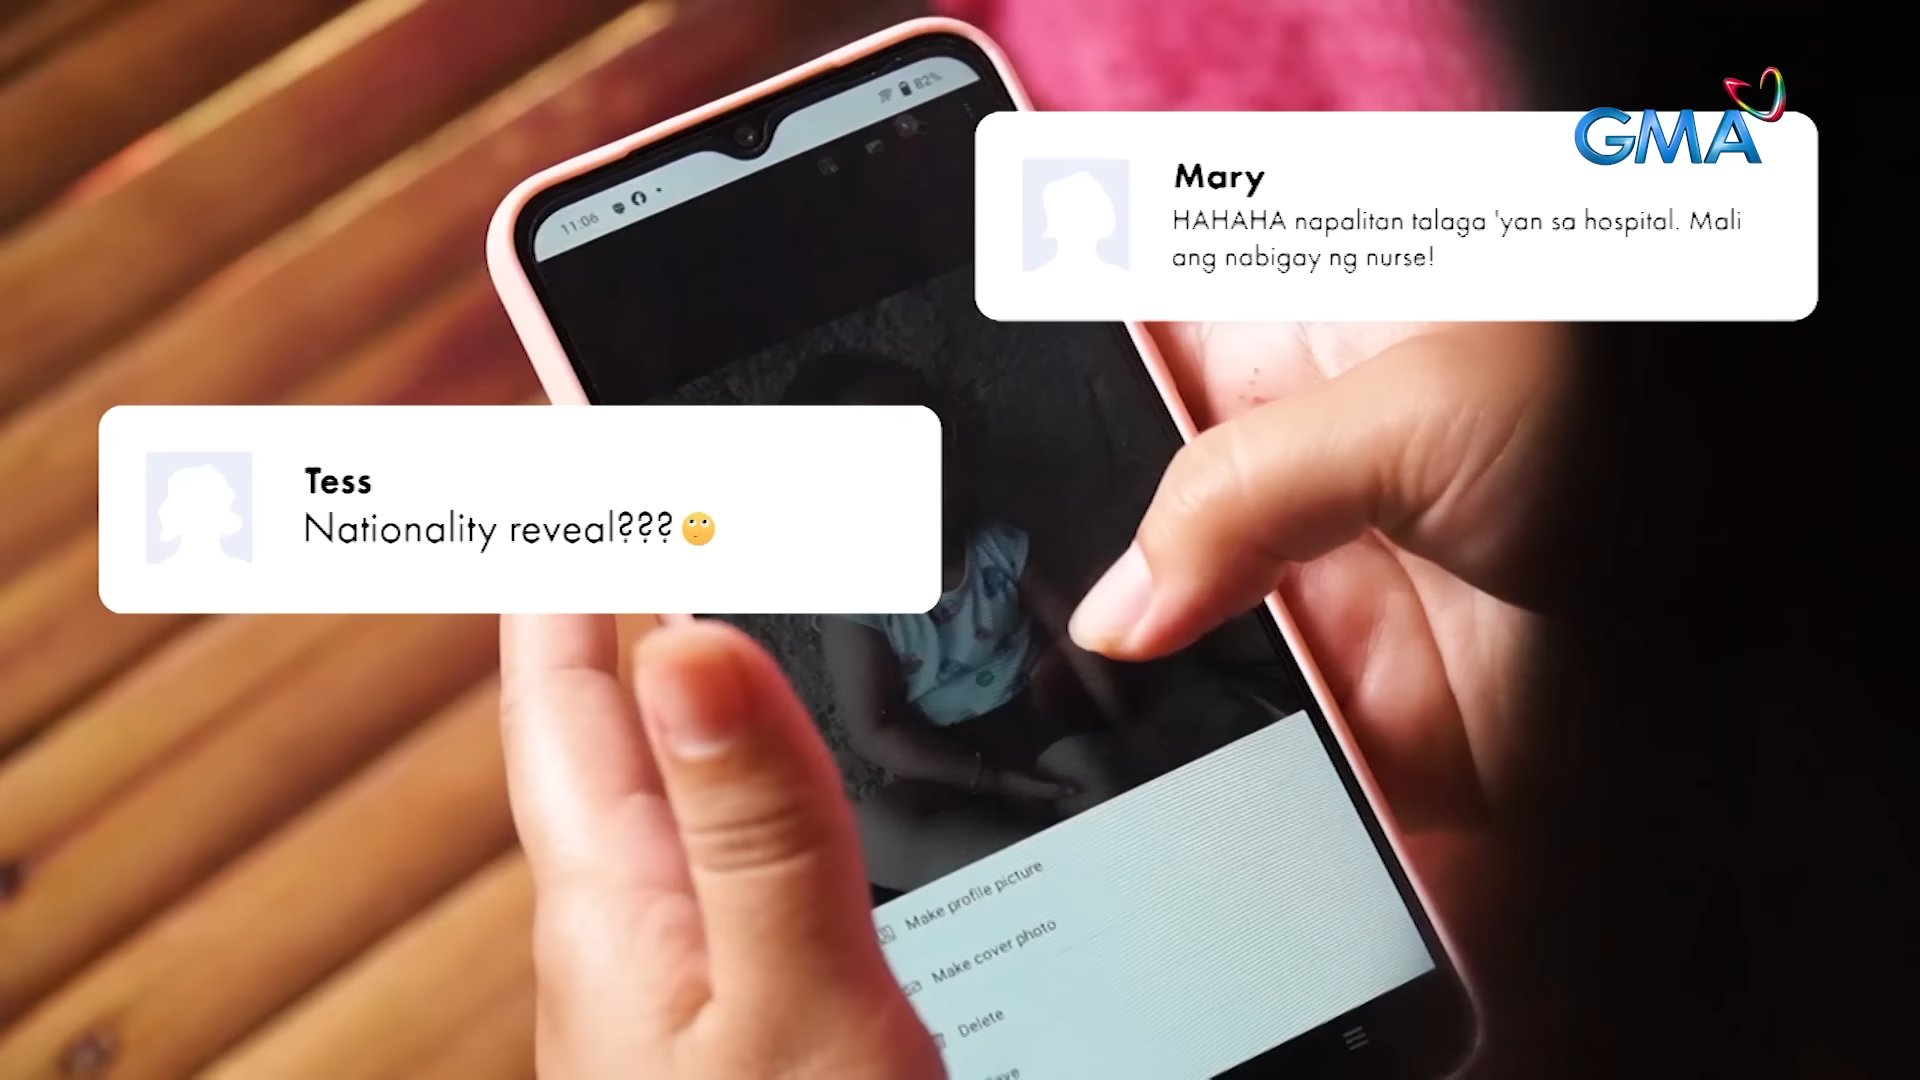 GMA
82%
11:06
Mary
HAHAHA napalitan talaga 'yan sa hospital. Mali
ang nabigay ng nurse!
Tess
Nationality reveal???🙄
Make profile picture
Make cover photo
Delete